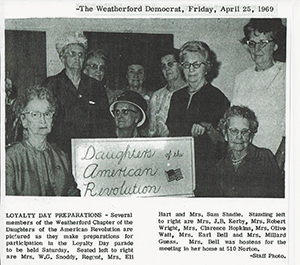 -The Weatherford Democrat, Friday, April 25, 1969
Daughters of the
American
Revolution
LOYALTY DAY PREPARATIONS - Several
members of the Weatherford Chapter of the
Daughters of the American Revolution are
pictured as they make preparations for
participation in the Loyalty Day parade
to be held Saturday. Seated left to right
are Mrs. W.G. Snoddy, Regent, Mrs. Eli
Hart and Mrs. Sam Shadle. Standing left
to right are Mrs. J.B. Kerby, Mrs. Robert
Wright, Mrs. Clarence Hopkins, Mrs. Olive
Watt, Mrs. Earl Bell and Mrs. Millard
Guess. Mrs. Bell was hostess for the
meeting in her home at 510 Norton.
-Staff Photo.